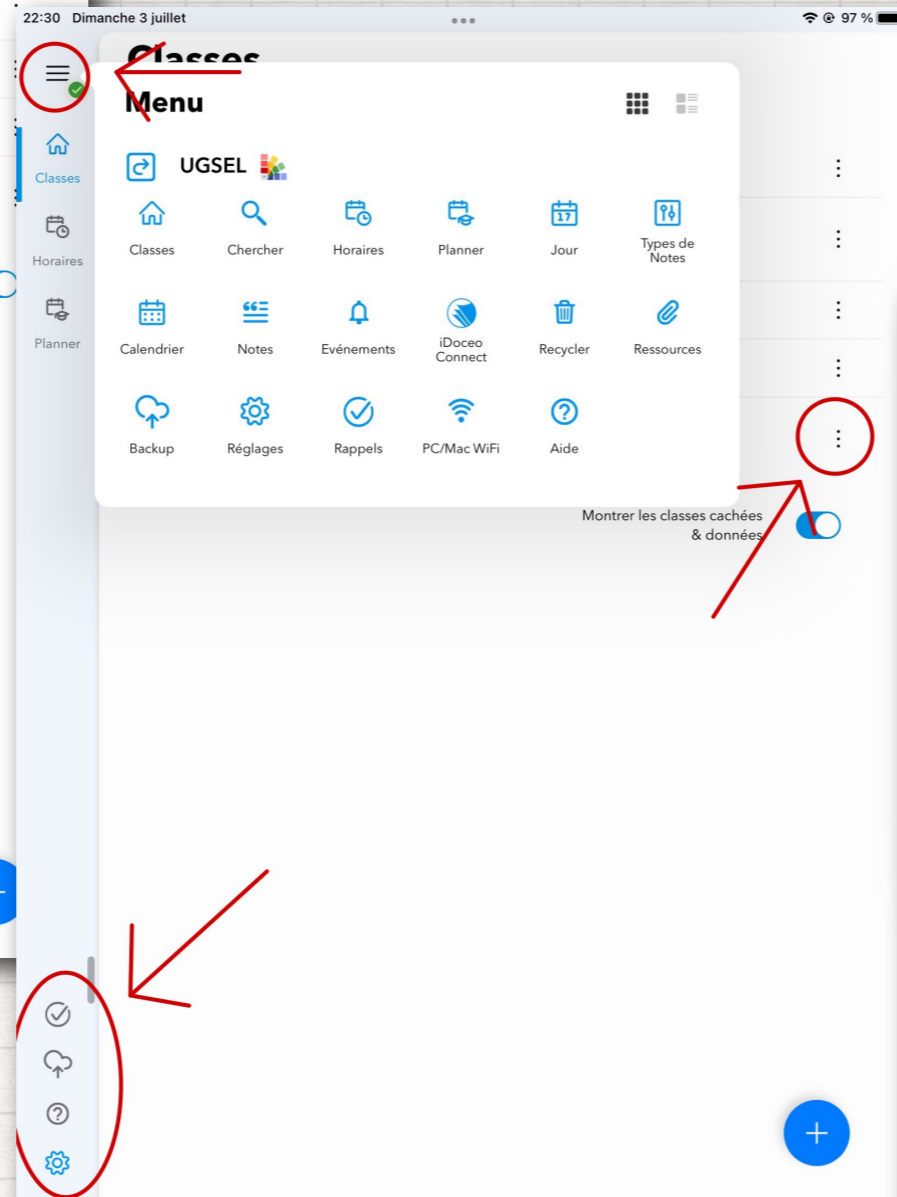 22:30 Dimanche 3 juillet
97 %
Classes
Menu
UGSEL
Classes
Chercher
Horaires
Planner
17
Jour
Types de
Notes
Calendrier
Notes
Evénements
iDoceo
Connect
Recycler
Ressources
Backup
Réglages
Rappels
PC/Mac WiFi
Aide
Classes
Horaires
Planner
Montrer les classes cachées
& données